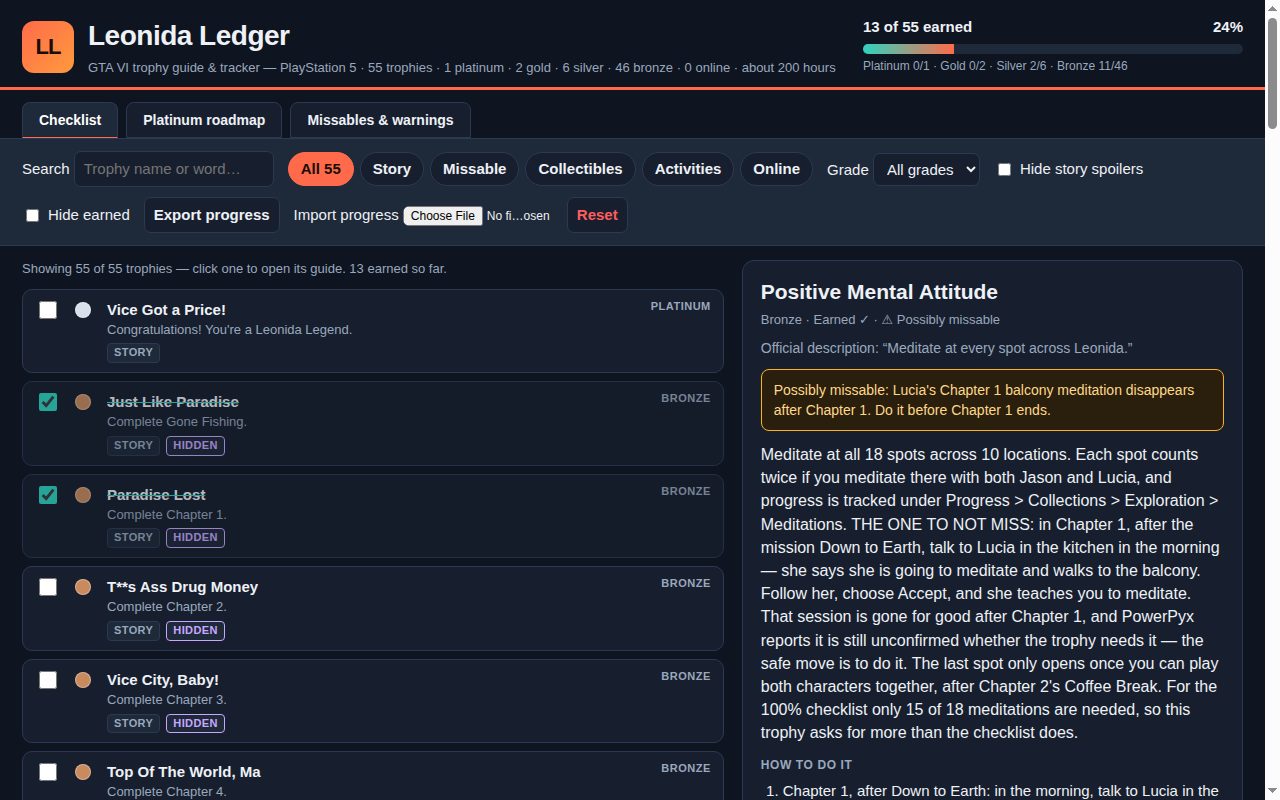 LL
Leonida Ledger
GTA VI trophy guide & tracker — PlayStation 5 · 55 trophies · 1 platinum · 2 gold · 6 silver · 46 bronze · 0 online · about 200 hours
13 of 55 earned 24%
Platinum 0/1 · Gold 0/2 · Silver 2/6 · Bronze 11/46
Checklist Platinum roadmap Missables & warnings
Search Trophy name or word… All 55 Story Missable Collectibles Activities Online Grade All grades Hide story spoilers
Hide earned Export progress Import progress Choose File No fi…osen Reset
Showing 55 of 55 trophies — click one to open its guide. 13 earned so far.
Vice Got a Price! PLATINUM
Congratulations! You're a Leonida Legend.
STORY
Just Like Paradise BRONZE
Complete Gone Fishing.
STORY HIDDEN
Paradise Lost BRONZE
Complete Chapter 1.
STORY HIDDEN
T**s Ass Drug Money BRONZE
Complete Chapter 2.
STORY HIDDEN
Vice City, Baby! BRONZE
Complete Chapter 3.
STORY HIDDEN
Top Of The World, Ma BRONZE
Complete Chapter 4.
Positive Mental Attitude
Bronze · Earned ✓ · ⚠ Possibly missable
Official description: “Meditate at every spot across Leonida.”
Possibly missable: Lucia's Chapter 1 balcony meditation disappears
after Chapter 1. Do it before Chapter 1 ends.
Meditate at all 18 spots across 10 locations. Each spot counts
twice if you meditate there with both Jason and Lucia, and
progress is tracked under Progress > Collections > Exploration >
Meditations. THE ONE TO NOT MISS: in Chapter 1, after the
mission Down to Earth, talk to Lucia in the kitchen in the morning
— she says she is going to meditate and walks to the balcony.
Follow her, choose Accept, and she teaches you to meditate.
That session is gone for good after Chapter 1, and PowerPyx
reports it is still unconfirmed whether the trophy needs it — the
safe move is to do it. The last spot only opens once you can play
both characters together, after Chapter 2's Coffee Break. For the
100% checklist only 15 of 18 meditations are needed, so this
trophy asks for more than the checklist does.
HOW TO DO IT
1. Chapter 1, after Down to Earth: in the morning, talk to Lucia in the